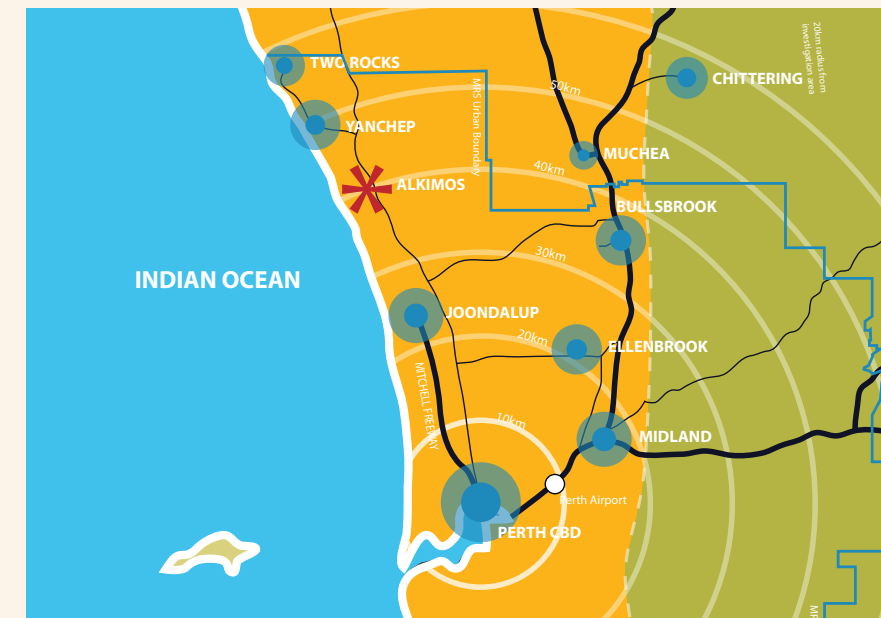 20km radius from
investigation area
TWO ROCKS
CHITTERING
50km
MRS Urban Boundary
YANCHEP
MUCHEA
40km
ALKIMOS
BULLSBROOK
30km
INDIAN OCEAN
JOONDALUP
20km
ELLENBROOK
MITCHELL FREEWAY
10km
MIDLAND
Perth Airport
PERTH CBD